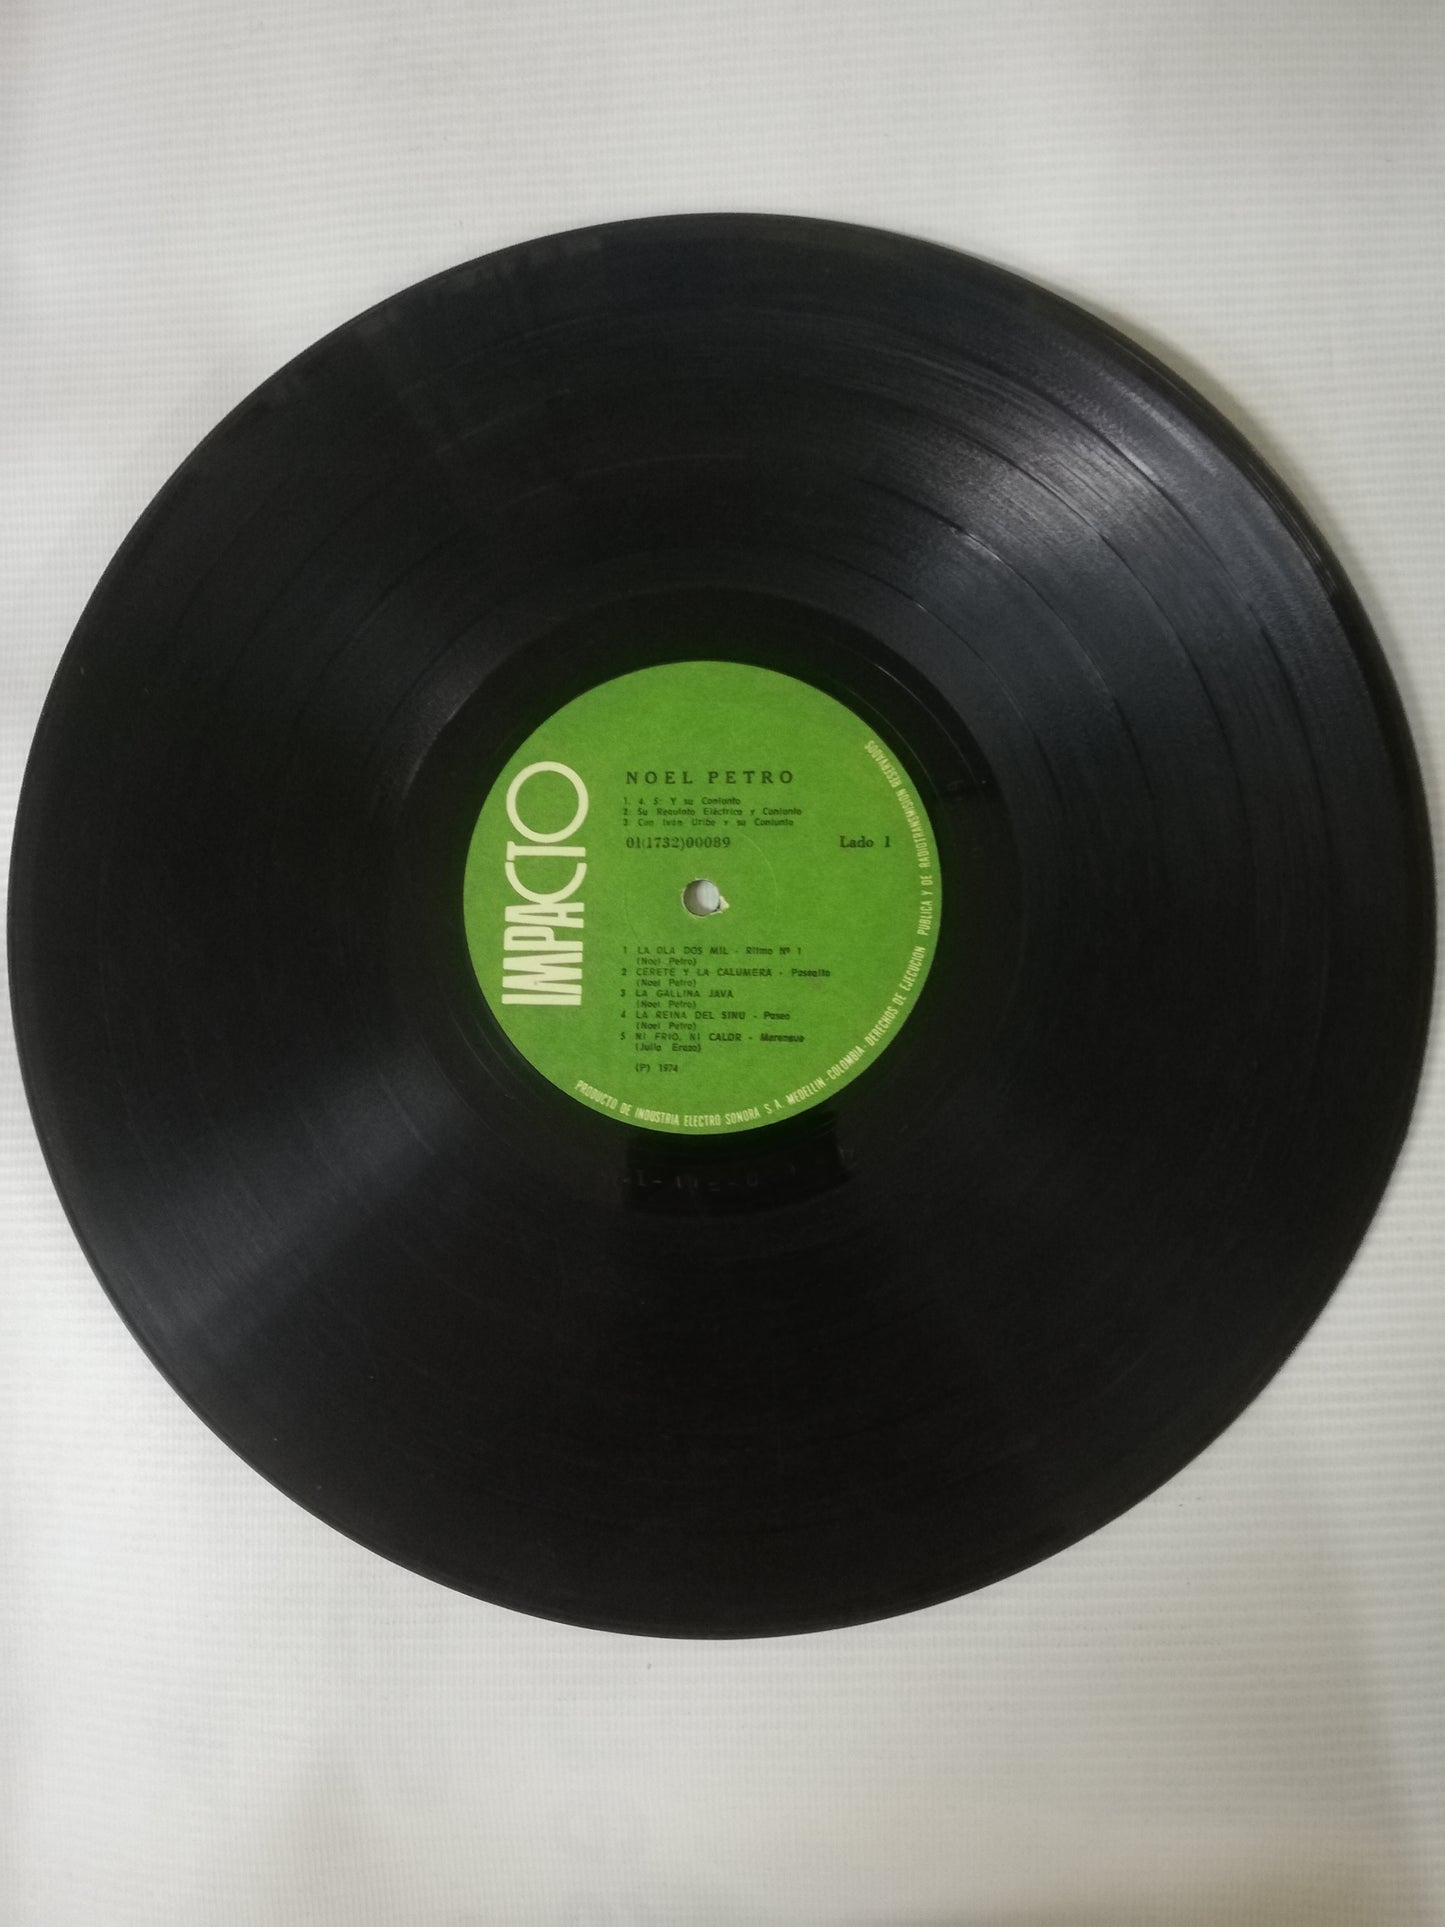 IMPACTO
NOEL PETRO
1. 4. 5: Y su Conjunto
2. Su Requinto Eléctrico y Conjunto
3 Con Iván Uribe y su Conjunto
01(1732)00089
Lado 1
1 LA OLA DOS MIL - Ritmo Nº 1
(Noel Petro)
2 CERETE Y LA CALUMERA - Paseaito
(Noel Petro)
3 LA GALLINA JAVA
(Noel Petro)
4 LA REINA DEL SINU - Paseo
(Noel Petro)
5 NI FRIO, NI CALOR - Merengue
(Julio Erazo)
(P) 1974
PRODUCTO DE INDUSTRIA ELECTRO SONORA S.A. MEDELLIN - COLOMBIA - DERECHOS DE EJECUCION PUBLICA Y DE RADIOTRANSMISION RESERVADOS